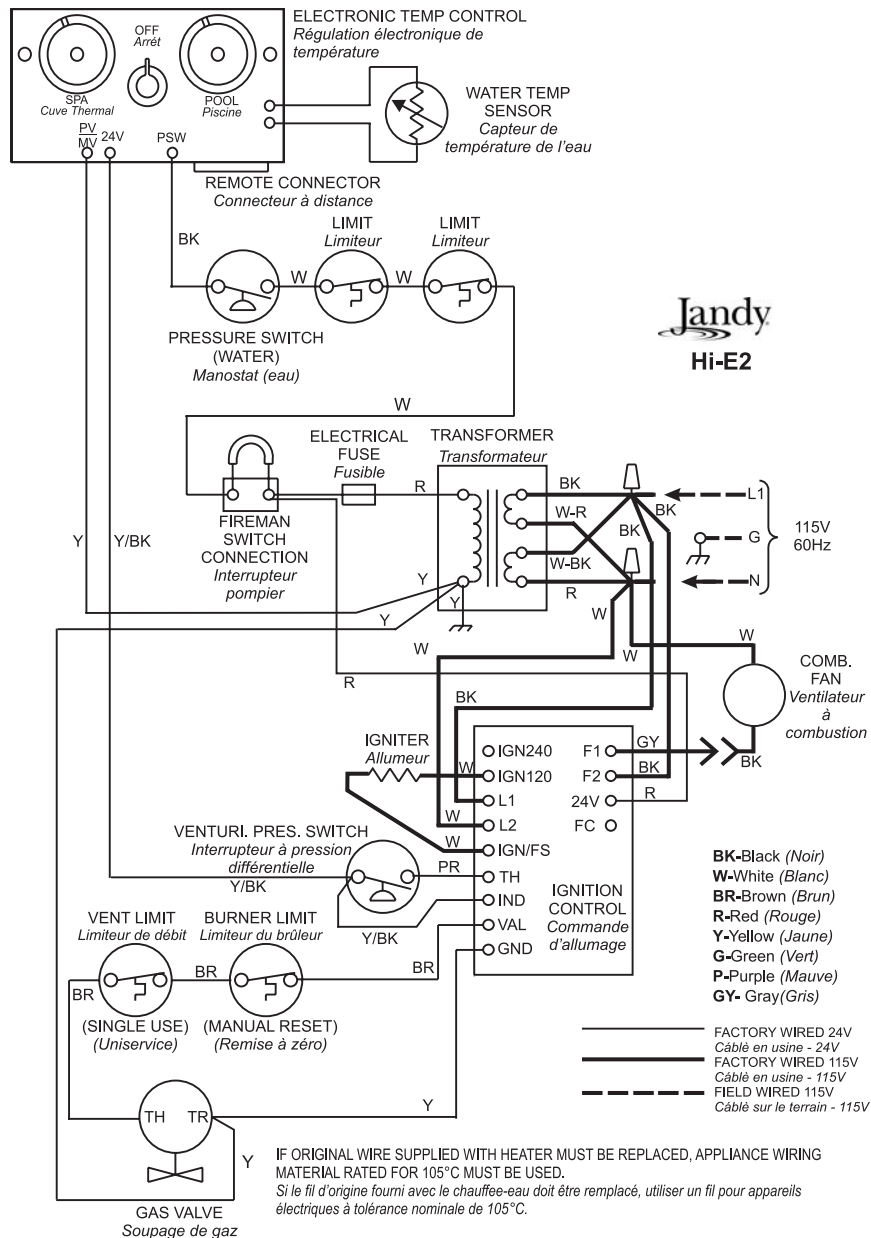 ELECTRONIC TEMP CONTROL
Régulation électronique de
température
OFF
Arrét
SPA
Cuve Thermal
POOL
Piscine
PV
MV
24V
PSW
WATER TEMP
SENSOR
Capteur de
température de l'eau
REMOTE CONNECTOR
Connecteur à distance
BK
LIMIT
Limiteur
LIMIT
Limiteur
W
W
PRESSURE SWITCH
(WATER)
Manostat (eau)
Jandy
Hi-E2
W
ELECTRICAL
FUSE
Fusible
TRANSFORMER
Transformateur
R
BK
L1
W-R
BK
BK
G
115V
60Hz
FIREMAN
SWITCH
CONNECTION
Interrupteur
pompier
Y
Y/BK
W-BK
Y
R
N
Y
Y
W
W
W
W
R
COMB.
FAN
Ventilateur
à
combustion
BK
IGNITER
Allumeur
IGN240
F1
GY
BK
W
IGN120
F2
BK
L1
24V
R
W
L2
FC
VENTURI. PRES. SWITCH
Interrupteur à pression
différentielle
W
IGN/FS
Y/BK
PR
TH
IND
IGNITION
CONTROL
Commande
d'allumage
Y/BK
VAL
GND
BK-Black (Noir)
W-White (Blanc)
BR-Brown (Brun)
R-Red (Rouge)
Y-Yellow (Jaune)
G-Green (Vert)
P-Purple (Mauve)
GY- Gray(Gris)
VENT LIMIT
Limiteur de débit
BURNER LIMIT
Limiteur du brûleur
BR
BR
BR
(SINGLE USE)
(Uniservice)
(MANUAL RESET)
(Remise à zéro)
FACTORY WIRED 24V
Câblè en usine - 24V
FACTORY WIRED 115V
Câblè en usine - 115V
FIELD WIRED 115V
Câblè sur le terrain - 115V
TH
TR
Y
Y
GAS VALVE
Soupage de gaz
IF ORIGINAL WIRE SUPPLIED WITH HEATER MUST BE REPLACED, APPLIANCE WIRING
MATERIAL RATED FOR 105°C MUST BE USED.
Si le fil d'origine fourni avec le chauffee-eau doit être remplacé, utiliser un fil pour appareils
électriques à tolérance nominale de 105°C.